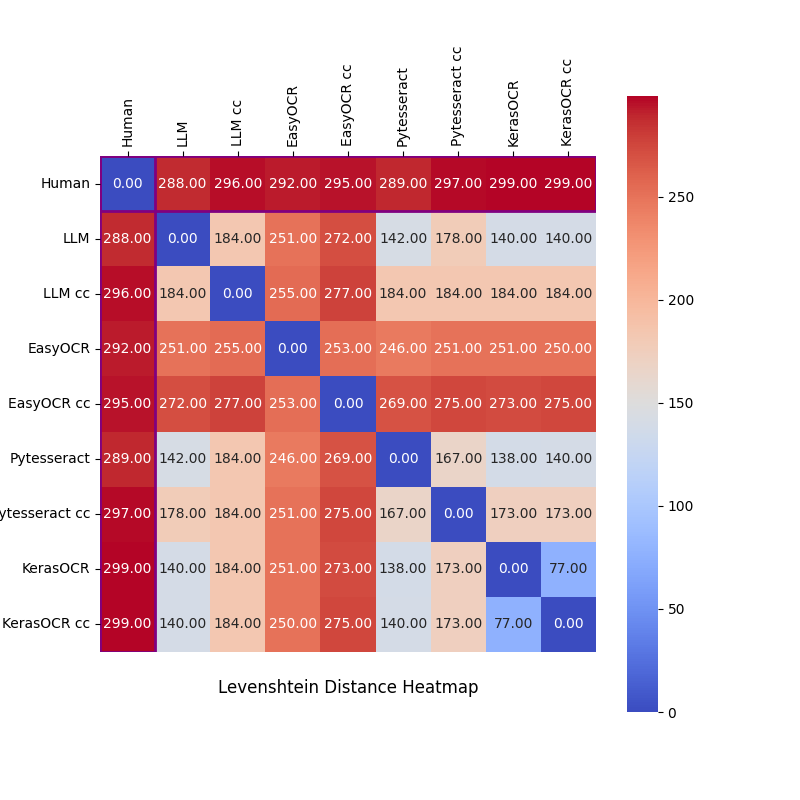 Human LLM LLM cc EasyOCR EasyOCR cc Pytesseract Pytesseract cc KerasOCR KerasOCR cc
Human 0.00 288.00 296.00 292.00 295.00 289.00 297.00 299.00 299.00
LLM 288.00 0.00 184.00 251.00 272.00 142.00 178.00 140.00 140.00
LLM cc 296.00 184.00 0.00 255.00 277.00 184.00 184.00 184.00 184.00
EasyOCR 292.00 251.00 255.00 0.00 253.00 246.00 251.00 251.00 250.00
EasyOCR cc 295.00 272.00 277.00 253.00 0.00 269.00 275.00 273.00 275.00
Pytesseract 289.00 142.00 184.00 246.00 269.00 0.00 167.00 138.00 140.00
ytesseract cc 297.00 178.00 184.00 251.00 275.00 167.00 0.00 173.00 173.00
KerasOCR 299.00 140.00 184.00 251.00 273.00 138.00 173.00 0.00 77.00
KerasOCR cc 299.00 140.00 184.00 250.00 275.00 140.00 173.00 77.00 0.00
Levenshtein Distance Heatmap
250
200
150
100
50
0